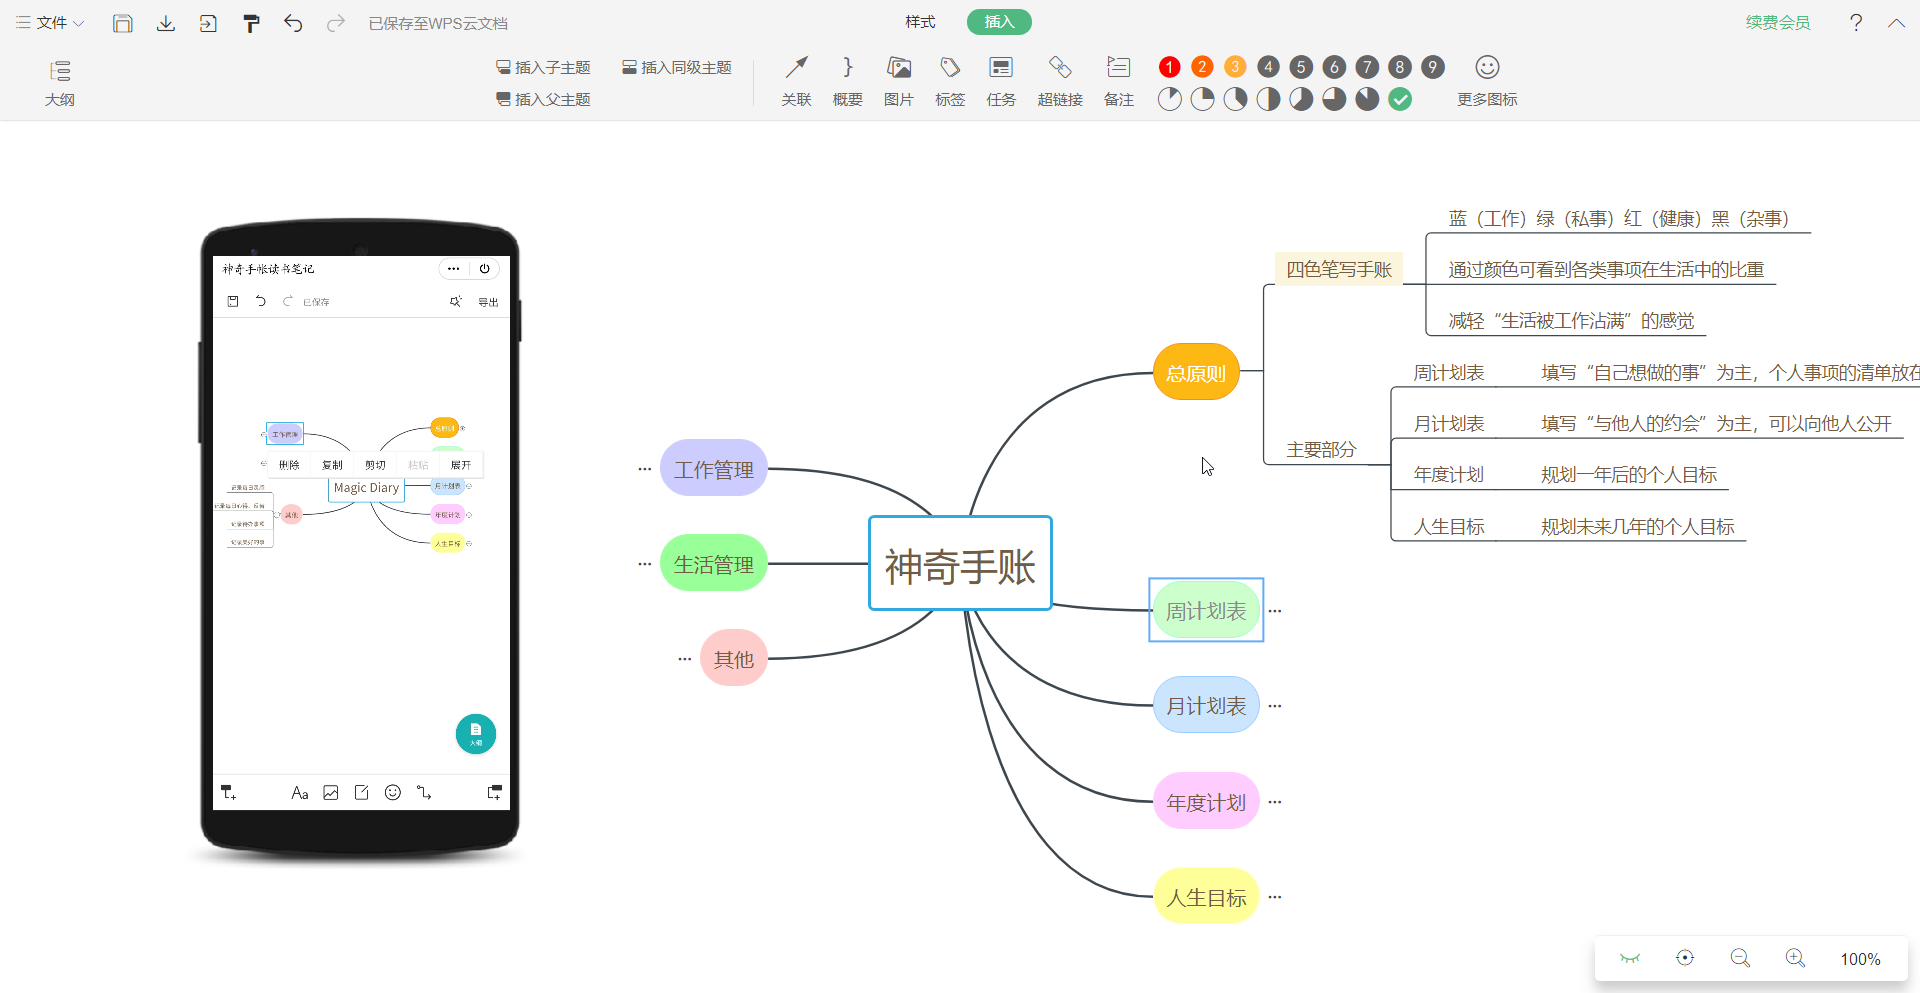 文件
已保存至WPS云文档
样式
插入
续费会员
?
大纲
插入子主题
插入同级主题
插入父主题
关联
概要
图片
标签
任务
超链接
备注
1 2 3 4 5 6 7 8 9
更多图标
神奇手帐读书笔记
已保存
导出
工作管理
总原则
删除
复制
剪切
粘贴
展开
Magic Diary
月计划表
其他
年度计划
人生目标
大纲
Aa
蓝（工作）绿（私事）红（健康）黑（杂事）
四色笔写手账
通过颜色可看到各类事项在生活中的比重
减轻“生活被工作沾满”的感觉
总原则
周计划表
填写“自己想做的事”为主，个人事项的清单放在
月计划表
填写“与他人的约会”为主，可以向他人公开
主要部分
年度计划
规划一年后的个人目标
人生目标
规划未来几年的个人目标
工作管理
生活管理
其他
神奇手账
周计划表
月计划表
年度计划
人生目标
100%